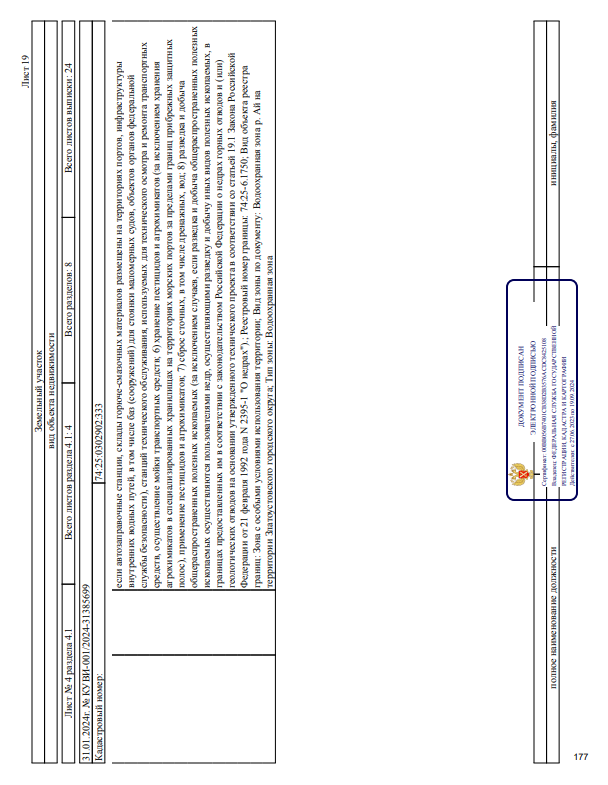 Лист 19
Земельный участок
вид объекта недвижимости
Лист № 4 раздела 4.1 Всего листов раздела 4.1: 4 Всего разделов: 8 Всего листов выписки: 24
31.01.2024г. № КУВИ-001/2024-31385699
Кадастровый номер: 74:25:0302902:333
если автозаправочные станции, склады горюче-смазочных материалов размещены на территориях портов, инфраструктуры
внутренних водных путей, в том числе баз (сооружений) для стоянки маломерных судов, объектов органов федеральной
службы безопасности), станций технического обслуживания, используемых для технического осмотра и ремонта транспортных
средств, осуществление мойки транспортных средств; 6) хранение пестицидов и агрохимикатов (за исключением хранения
агрохимикатов в специализированных хранилищах на территориях морских портов за пределами границ прибрежных защитных
полос), применение пестицидов и агрохимикатов; 7) сброс сточных, в том числе дренажных, вод; 8) разведка и добыча
общераспространенных полезных ископаемых (за исключением случаев, если разведка и добыча общераспространенных полезных
ископаемых осуществляются пользователями недр, осуществляющими разведку и добычу иных видов полезных ископаемых, в
границах предоставленных им в соответствии с законодательством Российской Федерации о недрах горных отводов и (или)
геологических отводов на основании утвержденного технического проекта в соответствии со статьей 19.1 Закона Российской
Федерации от 21 февраля 1992 года N 2395-1 "О недрах").; Реестровый номер границы: 74:25-6.1750; Вид объекта реестра
границ: Зона с особыми условиями использования территории; Вид зоны по документу: Водоохранная зона р. Ай на
территории Златоустовского городского округа; Тип зоны: Водоохранная зона
ДОКУМЕНТ ПОДПИСАН
ЭЛЕКТРОННОЙ ПОДПИСЬЮ
Сертификат:
Владелец: ФЕДЕРАЛЬНАЯ СЛУЖБА ГОСУДАРСТВЕННОЙ
РЕГИСТРАЦИИ, КАДАСТРА И КАРТОГРАФИИ
Действителен: с 27.06.2023 по 19.09.2024
полное наименование должности инициалы, фамилия
177